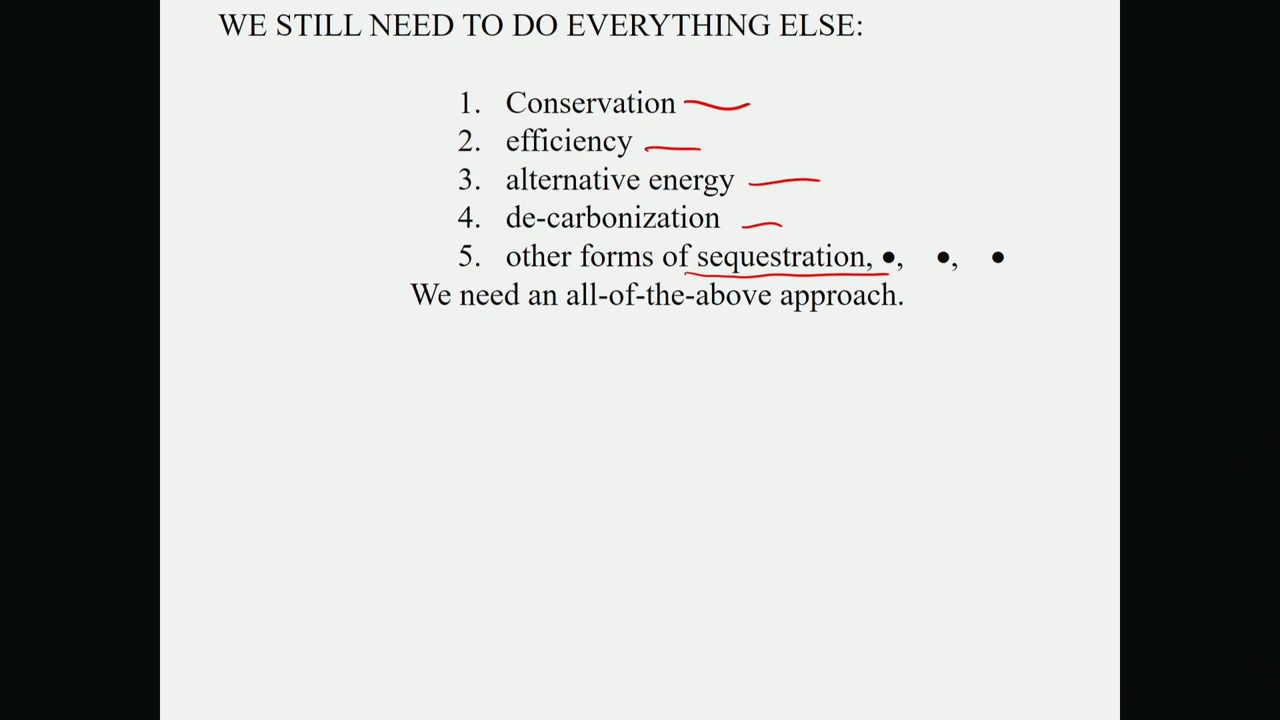 WE STILL NEED TO DO EVERYTHING ELSE:
1. Conservation
2. efficiency
3. alternative energy
4. de-carbonization
5. other forms of sequestration, •, •, •
We need an all-of-the-above approach.